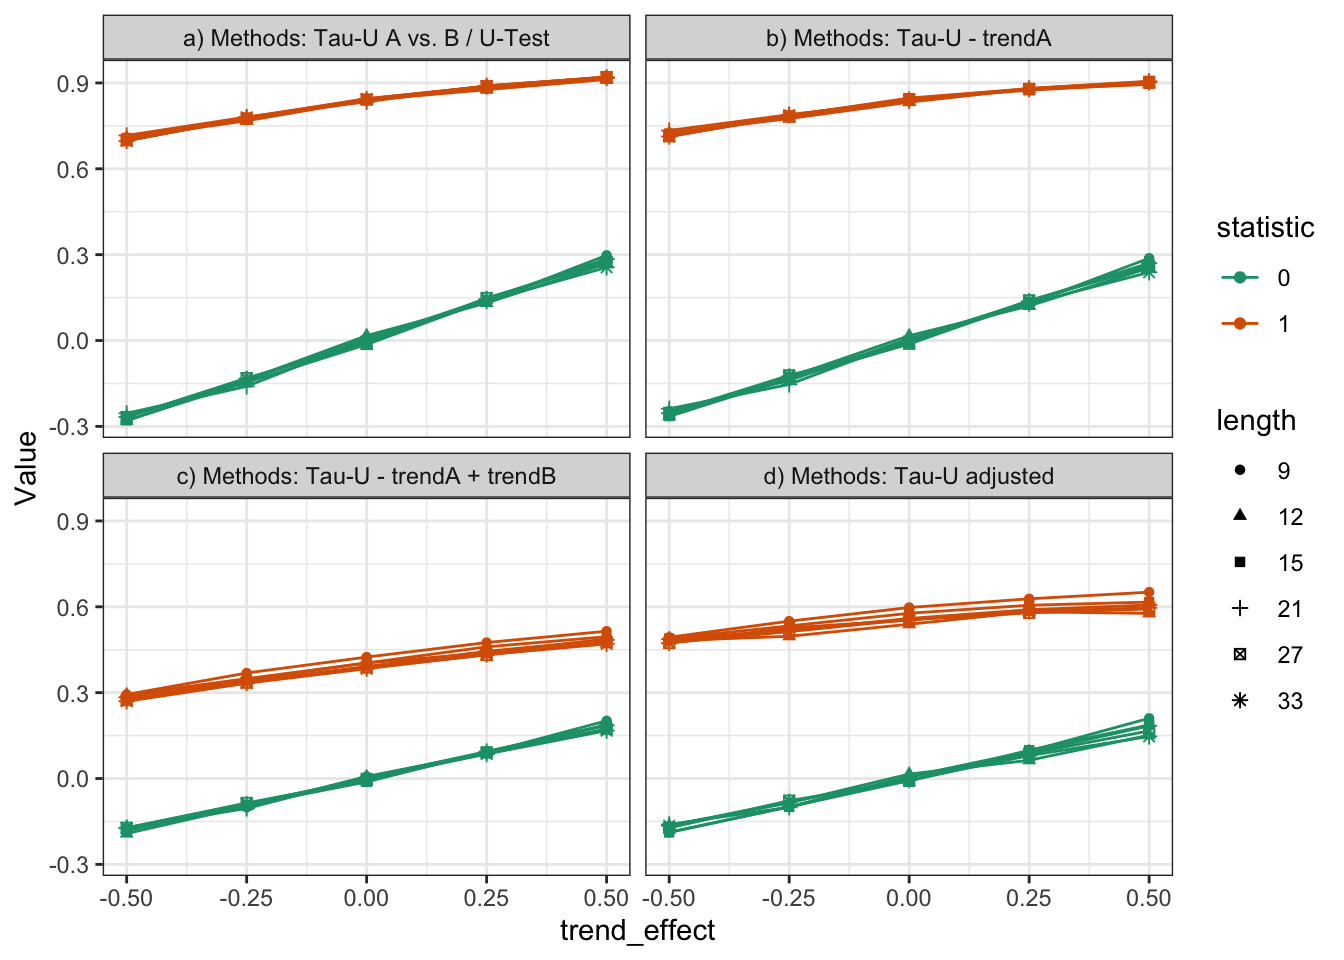 a) Methods: Tau-U A vs. B / U-Test
b) Methods: Tau-U - trendA
0.9
0.6
0.3
0.0
-0.3
c) Methods: Tau-U - trendA + trendB
d) Methods: Tau-U adjusted
0.9
0.6
0.3
0.0
-0.3
-0.50 -0.25 0.00 0.25 0.50
-0.50 -0.25 0.00 0.25 0.50
trend_effect
Value
statistic
0
1
length
9
12
15
21
27
33